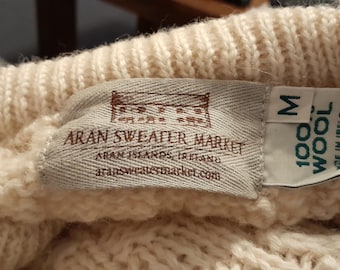 ARAN SWEATER MARKET
ARAN ISLANDS, IRELAND
aransweatermarket.com
M
100%
WOOL